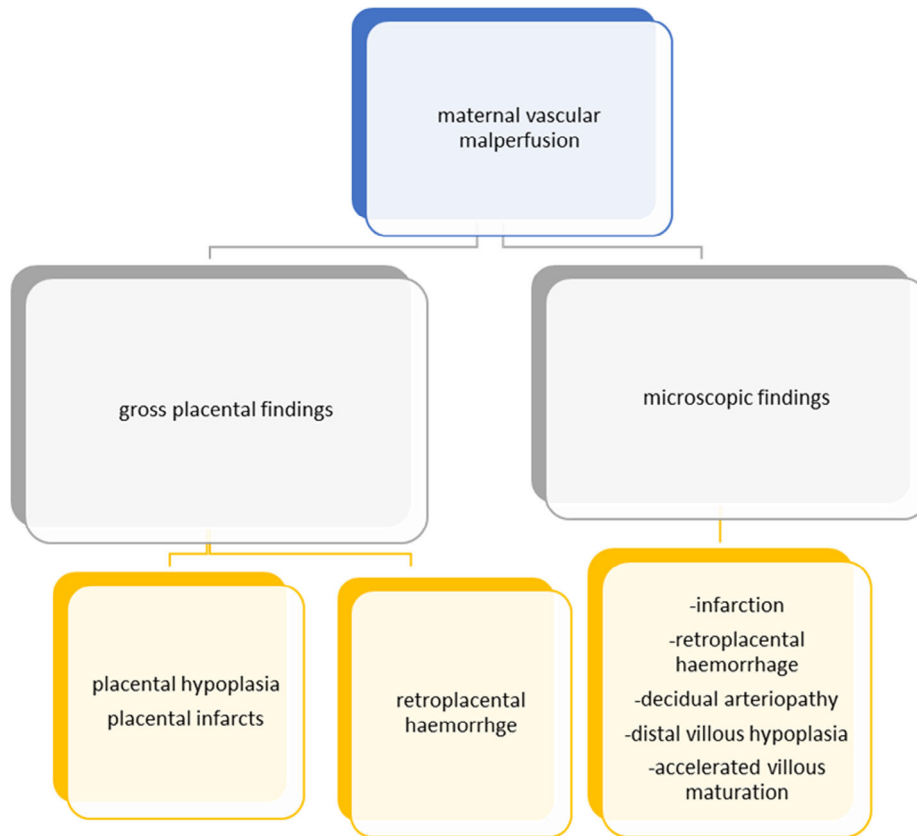 maternal vascular
malperfusion
gross placental findings
microscopic findings
placental hypoplasia
placental infarcts
retroplacental
haemorrhge
-infarction
-retroplacental
haemorrhage
-decidual arteriopathy
-distal villous hypoplasia
-accelerated villous
maturation